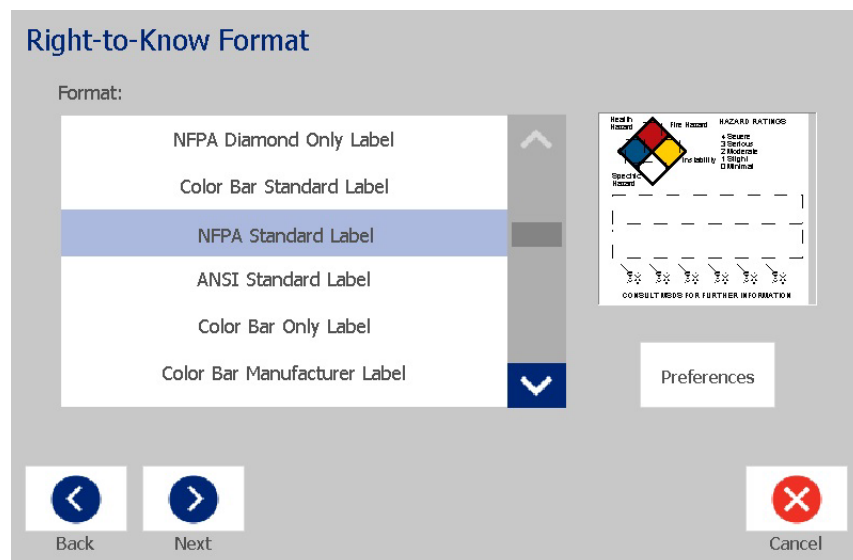 Right-to-Know Format
Format:
NFPA Diamond Only Label
Color Bar Standard Label
NFPA Standard Label
ANSI Standard Label
Color Bar Only Label
Color Bar Manufacturer Label
Health
Hazard
Fire Hazard
HAZARD RATINGS
4 Severe
3 Serious
2 Moderate
1 Slight
0 Minimal
Instability
Specific
Hazard
CONSULT MSDS FOR FURTHER INFORMATION
Preferences
Back
Next
Cancel